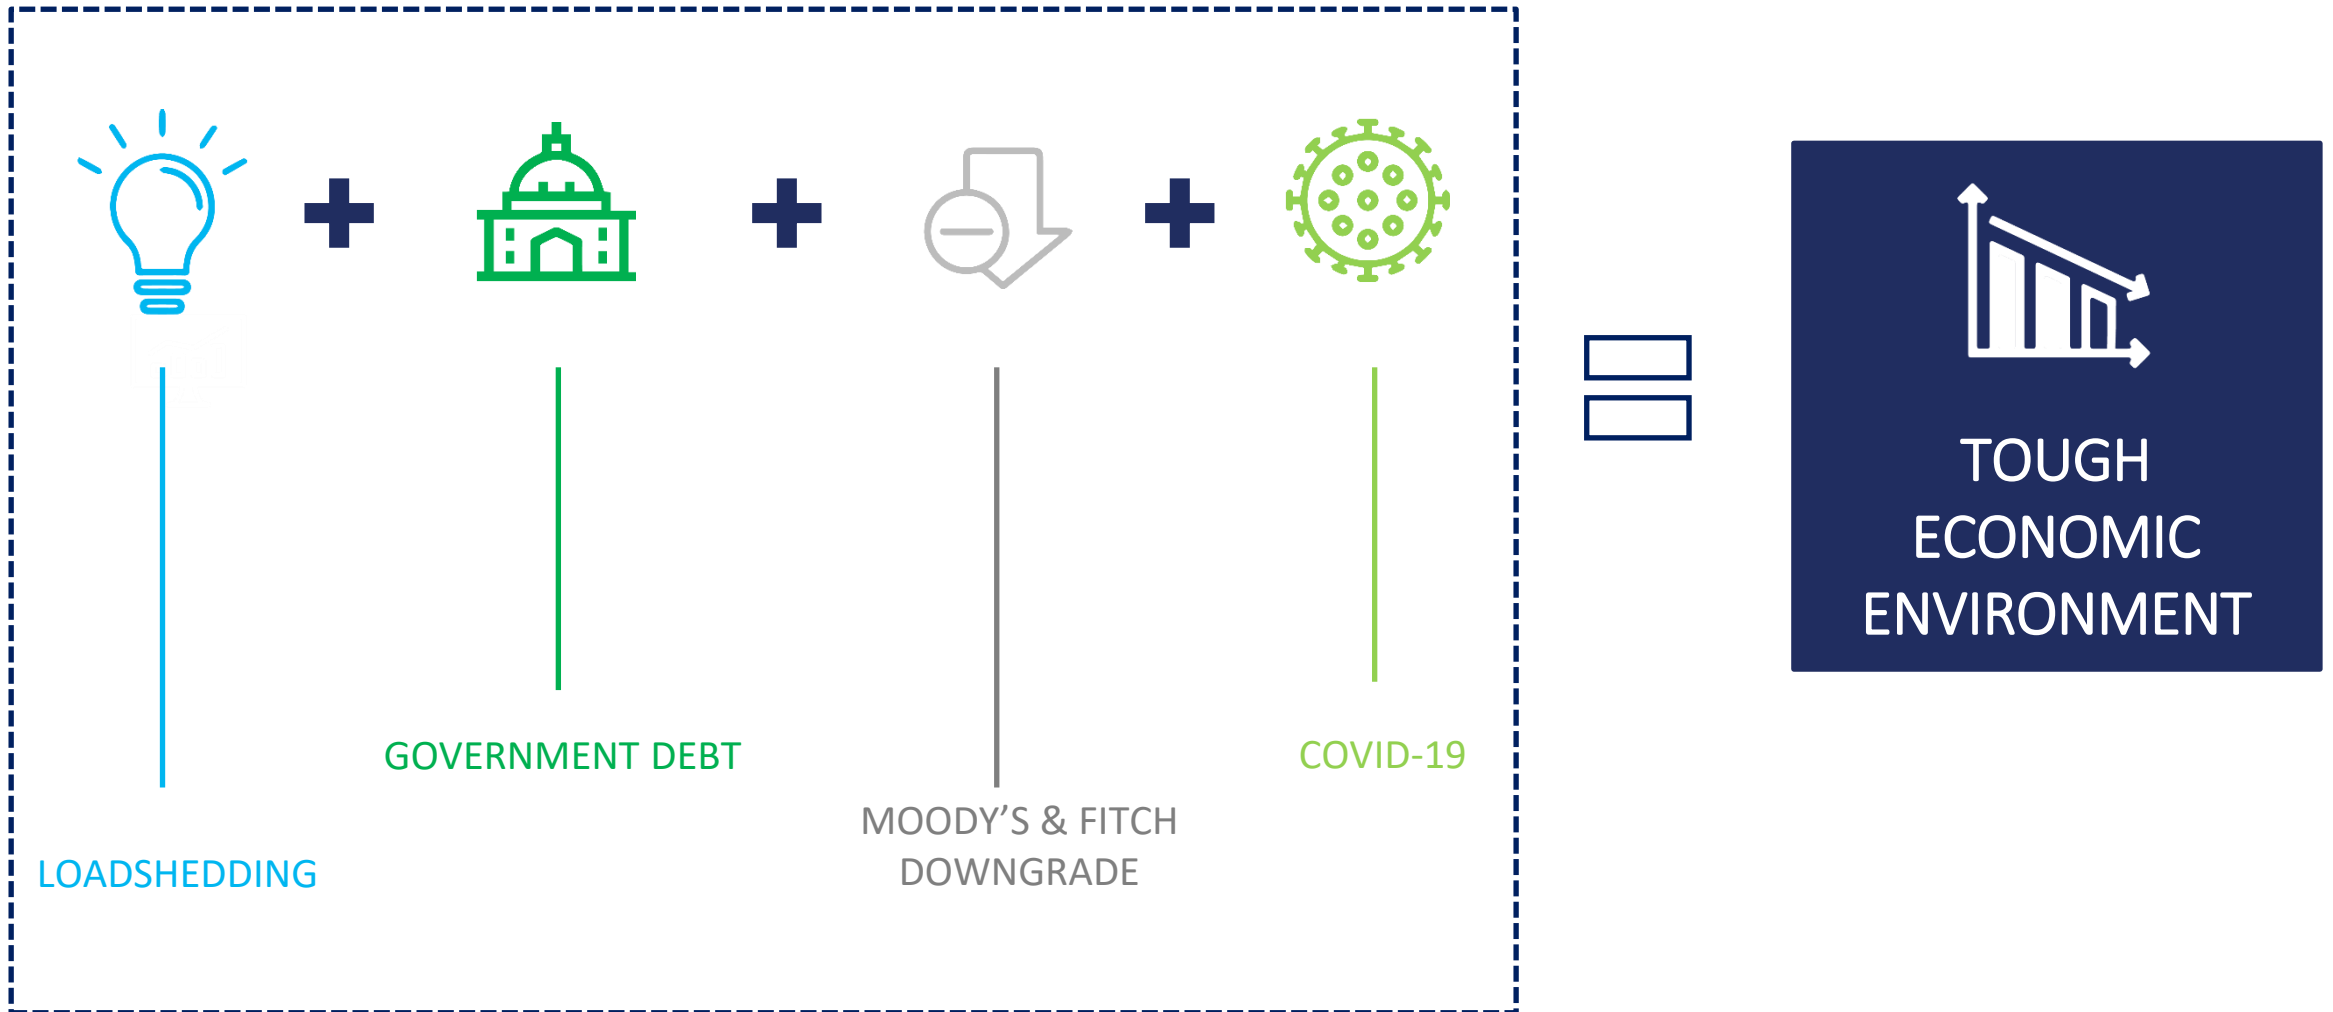 LOADSHEDDING
GOVERNMENT DEBT
MOODY’S & FITCH
DOWNGRADE
COVID-19
TOUGH
ECONOMIC
ENVIRONMENT